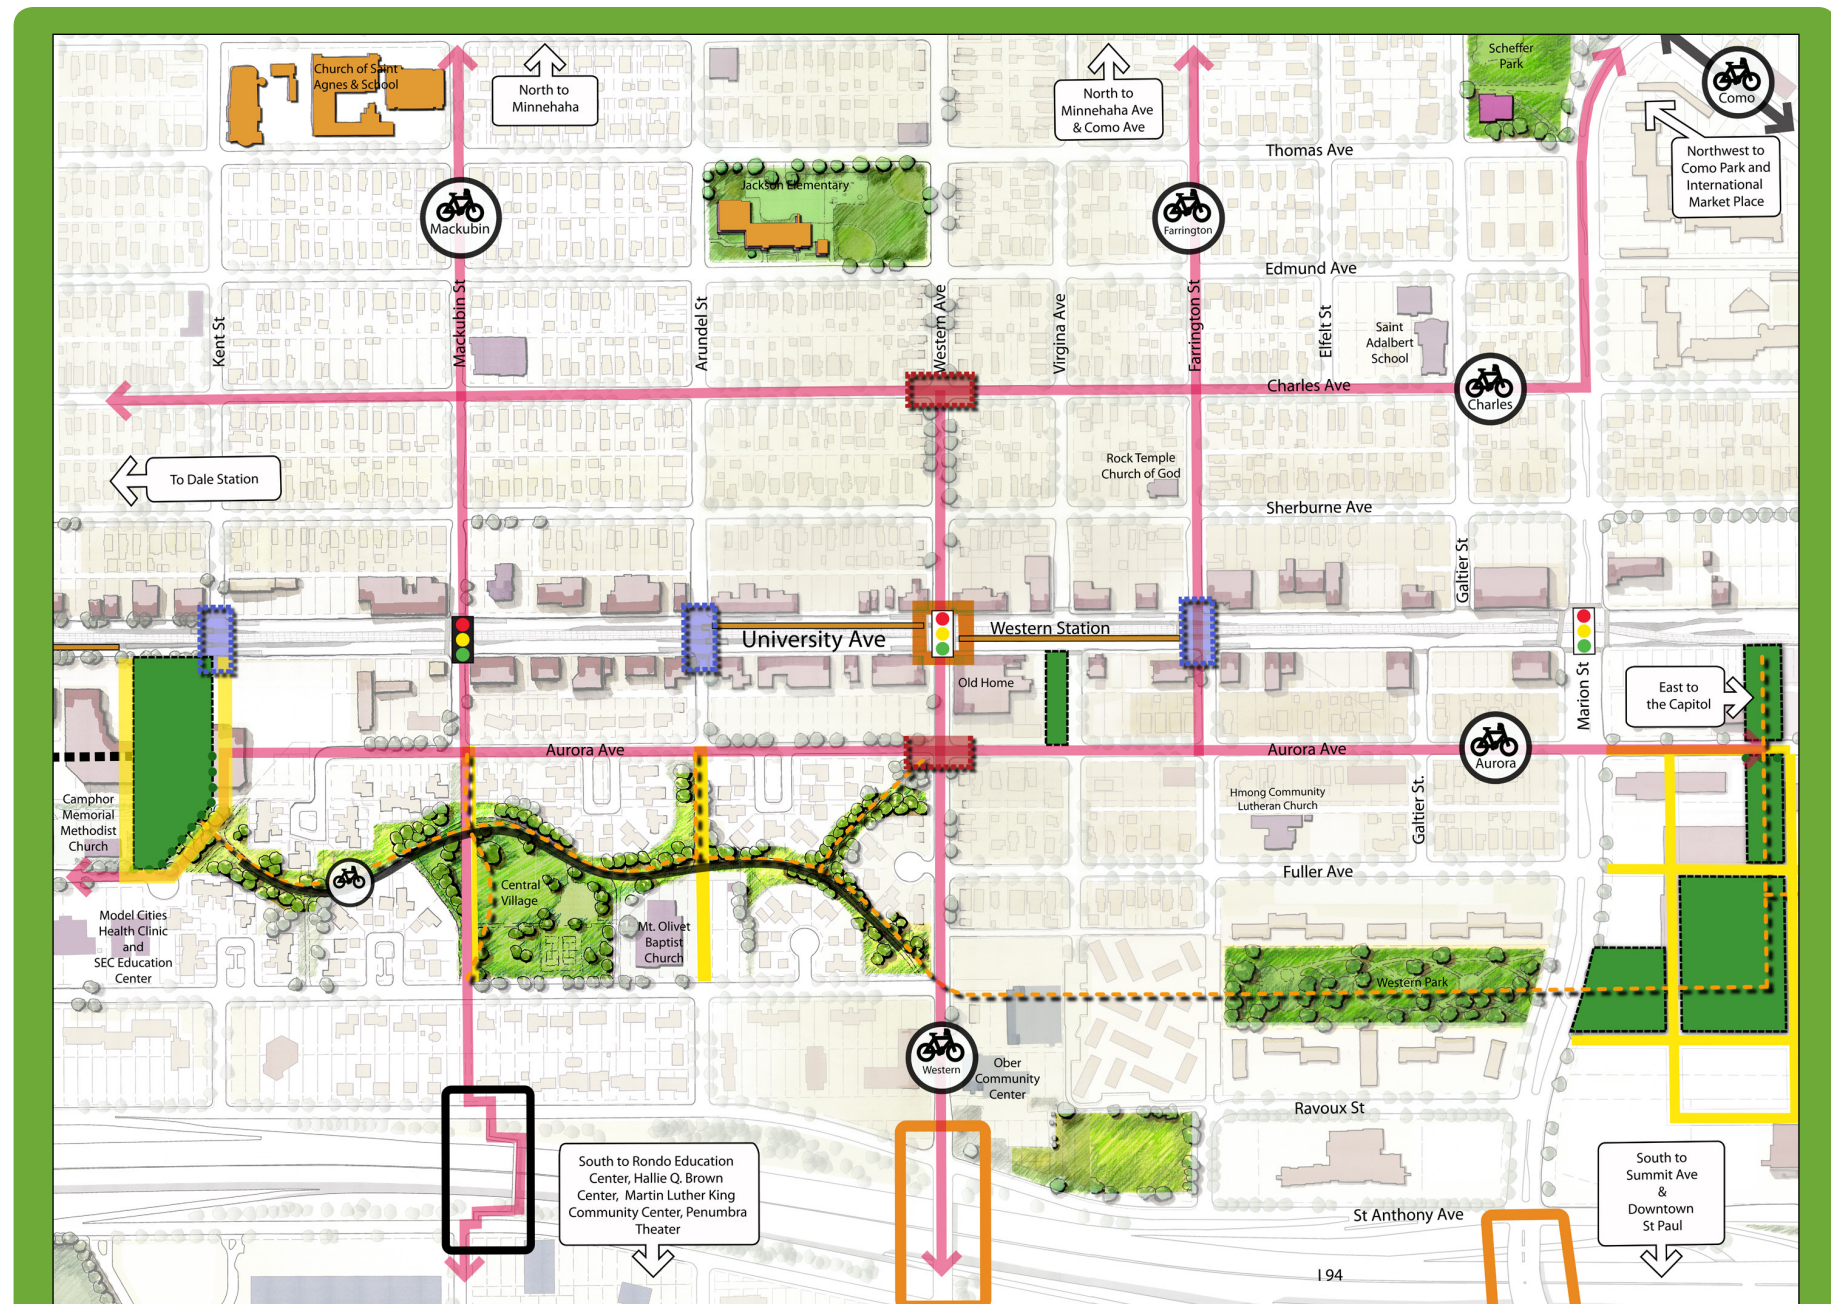 Church of Saint
Agnes & School
North to
Minnehaha
North to
Minnehaha Ave
& Como Ave
Scheffer
Park
Como
Thomas Ave
Northwest to
Como Park and
International
Market Place
Jackson Elementary
Mackubin
Farrington
Edmund Ave
Kent St
Mackubin St
Arundel St
Western Ave
Virgina Ave
Farrington St
Elfelt St
Saint
Adalbert
School
Charles Ave
Charles
To Dale Station
Rock Temple
Church of God
Sherburne Ave
Galtier St
University Ave
Western Station
Old Home
Marion St
East to
the Capitol
Aurora Ave
Aurora Ave
Aurora
Camphor
Memorial
Methodist
Church
Hmong Community
Lutheran Church
Galtier St.
Fuller Ave
Central
Village
Model Cities
Health Clinic
and
SEC Education
Center
Mt. Olivet
Baptist
Church
Western Park
Western
Ober
Community
Center
Ravoux St
South to Rondo Education
Center, Hallie Q. Brown
Center, Martin Luther King
Community Center, Penumbra
Theater
South to
Summit Ave
&
Downtown
St Paul
St Anthony Ave
I 94